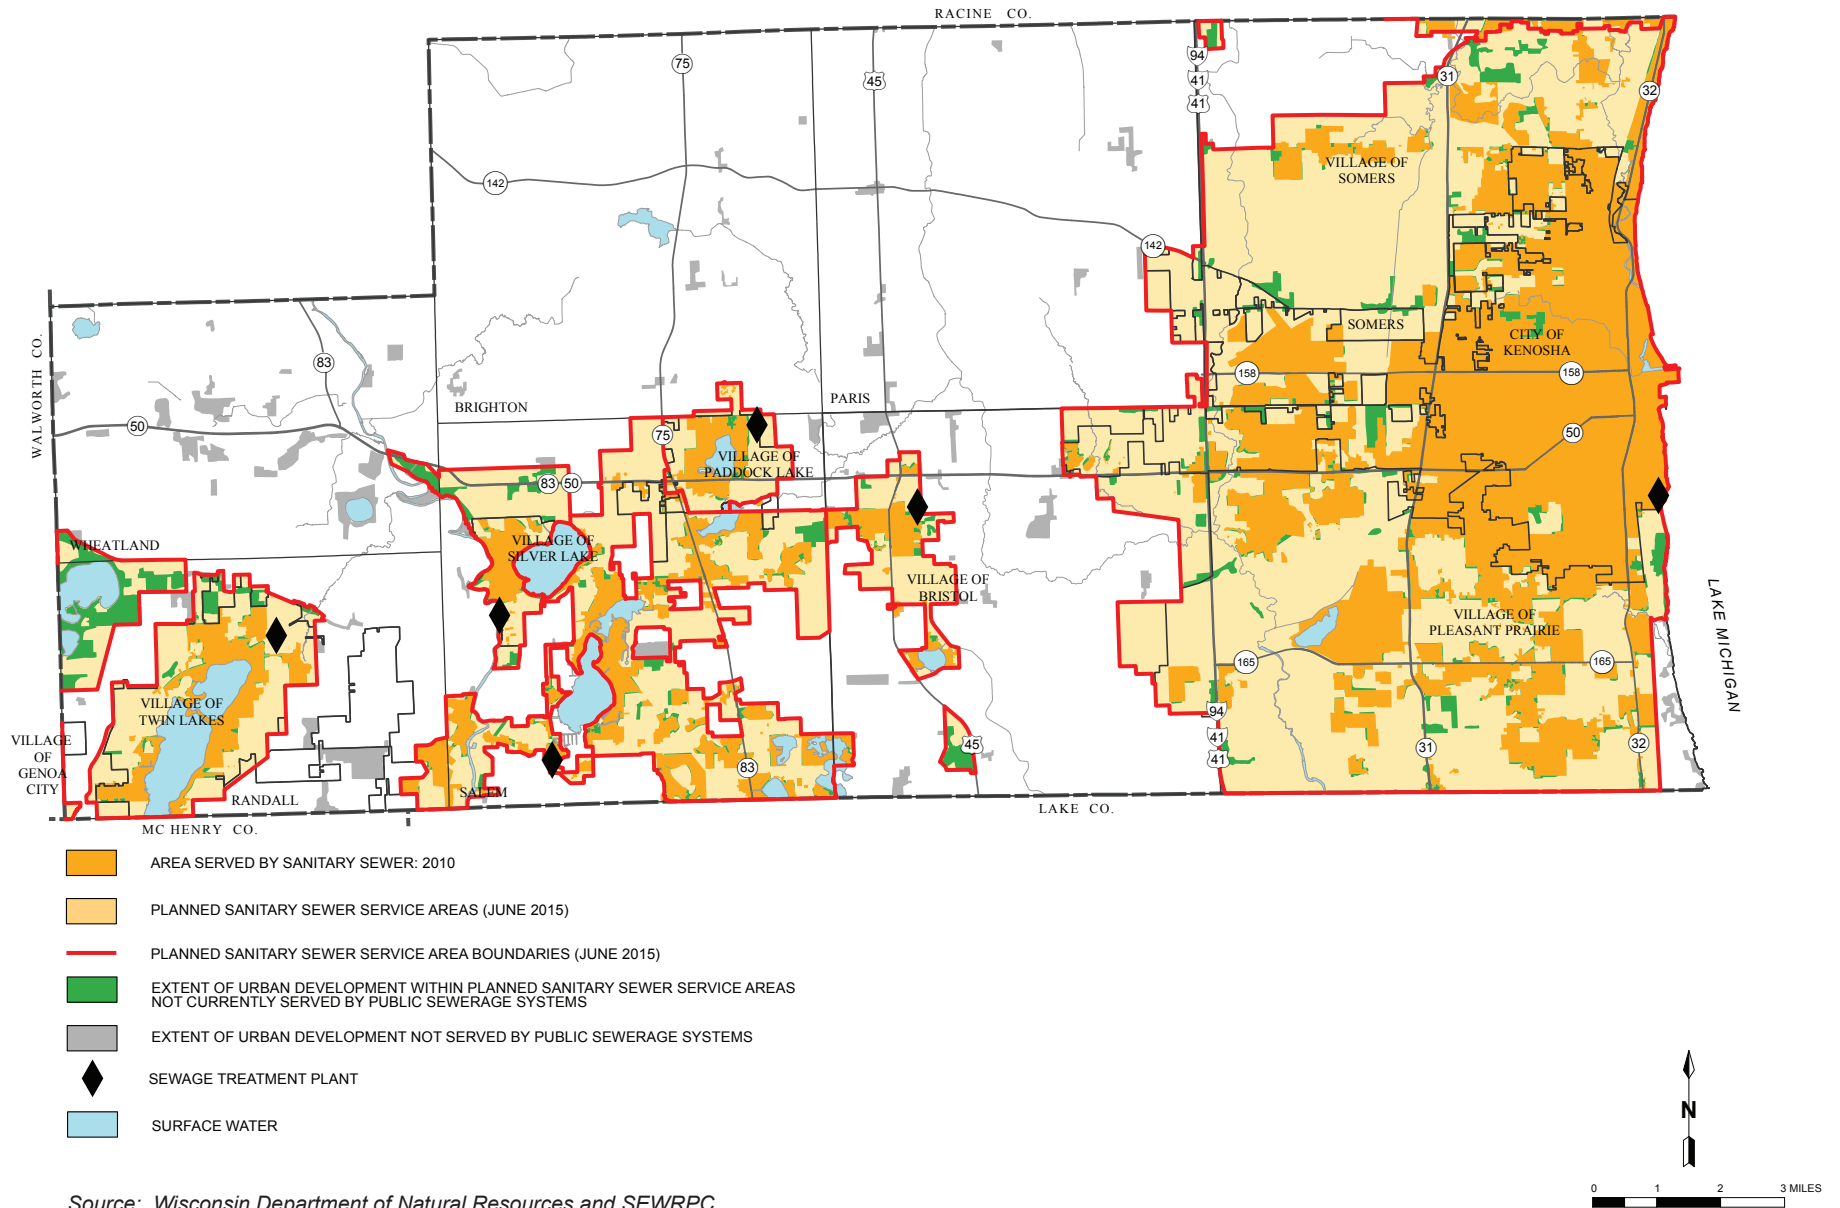 RACINE CO.
94
41
41
75
45
31
32
142
VILLAGE OF
SOMERS
142
WALWORTH CO.
83
SOMERS
CITY OF
KENOSHA
158
158
BRIGHTON
PARIS
50
75
50
VILLAGE OF
PADDOCK LAKE
83
50
WHEATLAND
VILLAGE OF
SILVER LAKE
VILLAGE OF
BRISTOL
VILLAGE OF
PLEASANT PRAIRIE
LAKE MICHIGAN
165
165
VILLAGE OF
TWIN LAKES
94
41
41
VILLAGE
OF
GENOA
CITY
45
31
32
83
RANDALL
SALEM
MC HENRY CO.
LAKE CO.
AREA SERVED BY SANITARY SEWER: 2010
PLANNED SANITARY SEWER SERVICE AREAS (JUNE 2015)
PLANNED SANITARY SEWER SERVICE AREA BOUNDARIES (JUNE 2015)
EXTENT OF URBAN DEVELOPMENT WITHIN PLANNED SANITARY SEWER SERVICE AREAS
NOT CURRENTLY SERVED BY PUBLIC SEWERAGE SYSTEMS
EXTENT OF URBAN DEVELOPMENT NOT SERVED BY PUBLIC SEWERAGE SYSTEMS
SEWAGE TREATMENT PLANT
SURFACE WATER
N
0 1 2 3 MILES
Source: Wisconsin Department of Natural Resources and SEWRPC